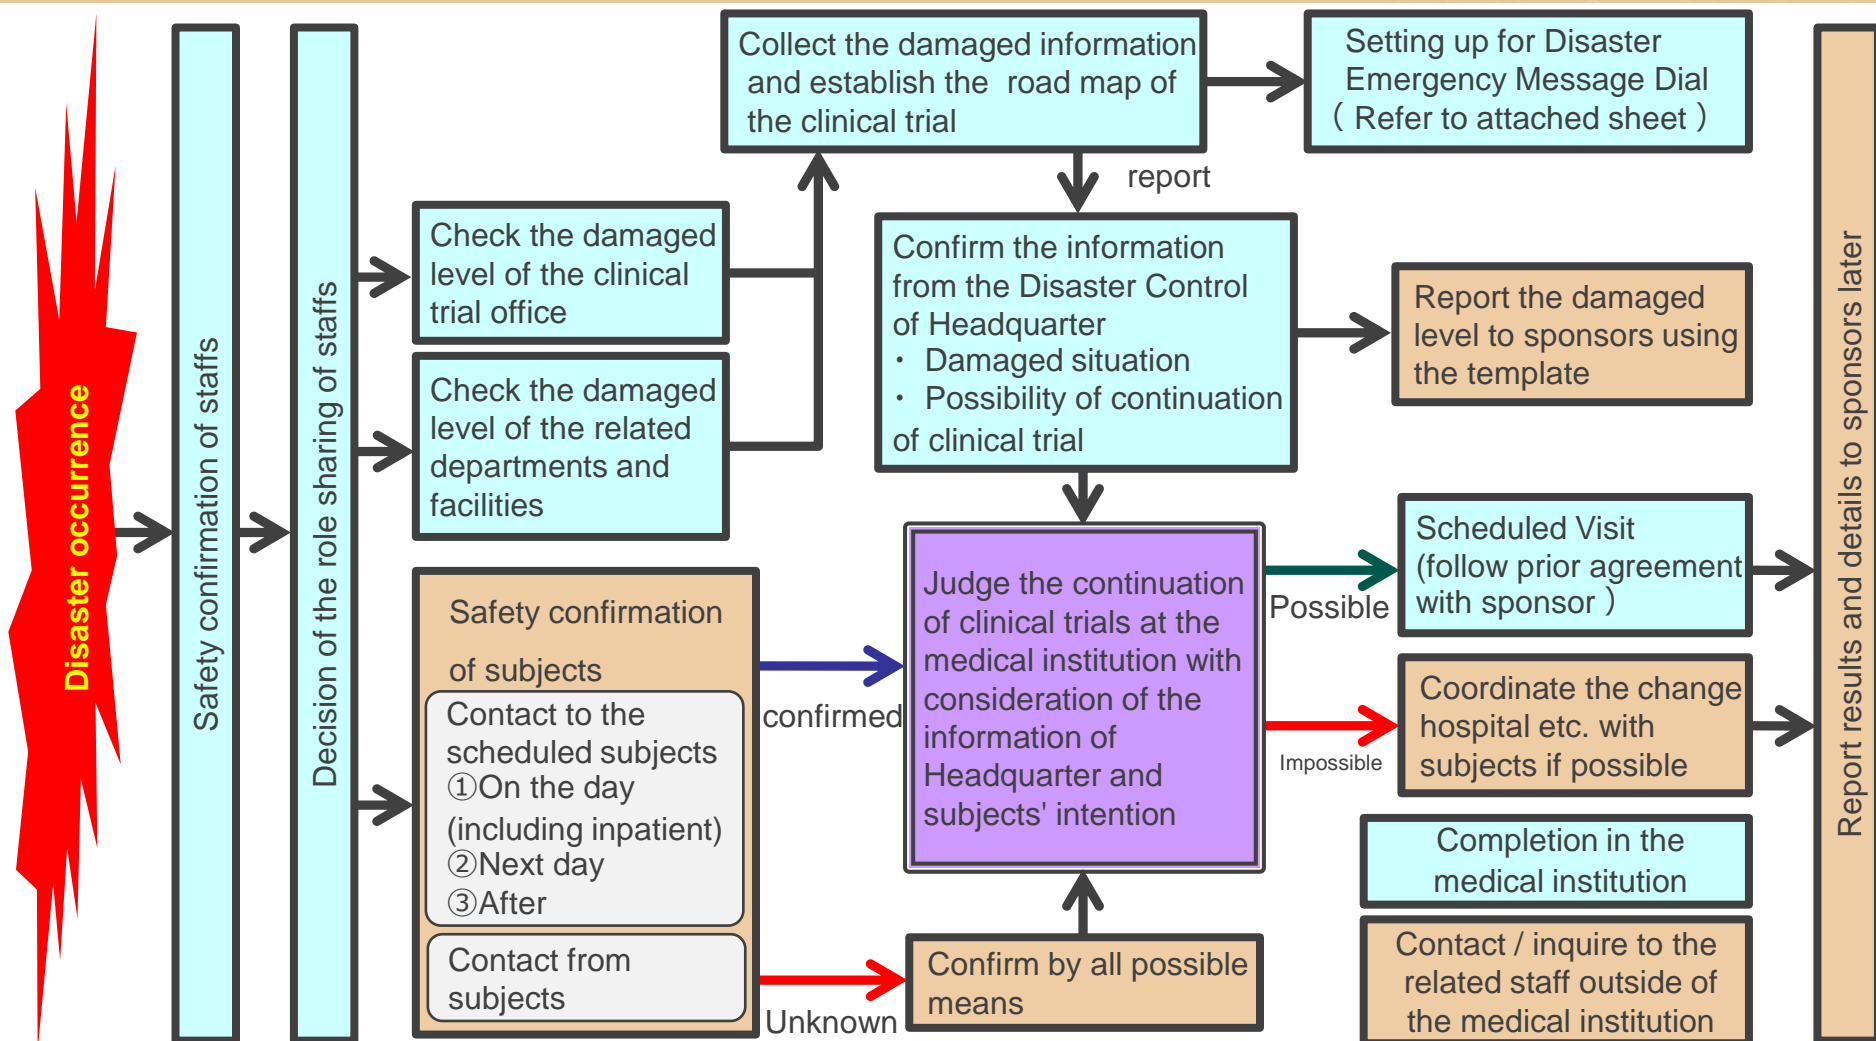 Disaster occurrence
Safety confirmation of staffs
Decision of the role sharing of staffs
Collect the damaged information
and establish the road map of
the clinical trial
Setting up for Disaster
Emergency Message Dial
( Refer to attached sheet )
report
Check the damaged
level of the clinical
trial office
Check the damaged
level of the related
departments and
facilities
Confirm the information
from the Disaster Control
of Headquarter
・ Damaged situation
・ Possibility of continuation
of clinical trial
Report the damaged
level to sponsors using
the template
Safety confirmation
of subjects
Contact to the
scheduled subjects
①On the day
(including inpatient)
②Next day
③After
Contact from
subjects
confirmed
Unknown
Confirm by all possible
means
Judge the continuation
of clinical trials at the
medical institution with
consideration of the
information of
Headquarter and
subjects' intention
Possible
Impossible
Scheduled Visit
(follow prior agreement
with sponsor )
Coordinate the change
hospital etc. with
subjects if possible
Completion in the
medical institution
Contact / inquire to the
related staff outside of
the medical institution
Report results and details to sponsors later